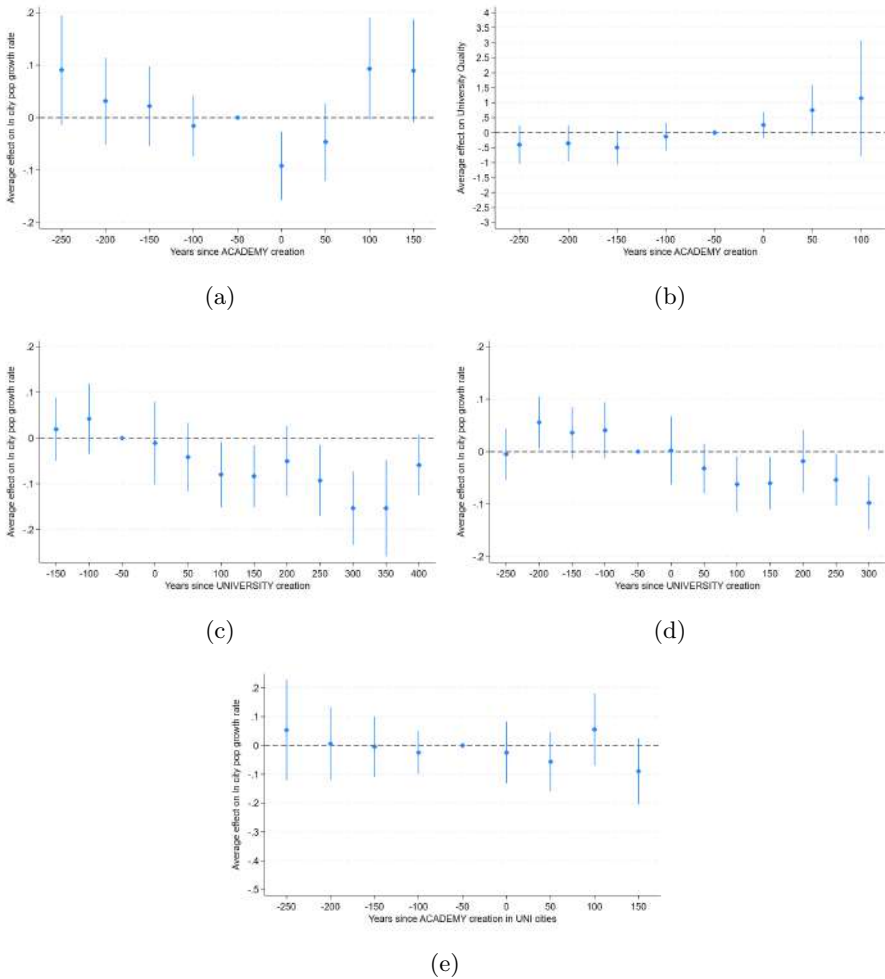 Average effect on ln city pop growth rate
.2
.1
0
-.1
-.2
-250 -200 -150 -100 -50 0 50 100 150
Years since ACADEMY creation
(a)
Average effect on University Quality
4
3.5
3
2.5
2
1.5
1
.5
0
-.5
-1
-1.5
-2
-2.5
-3
-250 -200 -150 -100 -50 0 50 100
Years since ACADEMY creation
(b)
Average effect on ln city pop growth rate
.2
.1
0
-.1
-.2
-150 -100 -50 0 50 100 150 200 250 300 350 400
Years since UNIVERSITY creation
(c)
Average effect on ln city pop growth rate
.2
.1
0
-.1
-.2
-250 -200 -150 -100 -50 0 50 100 150 200 250 300
Years since UNIVERSITY creation
(d)
Average effect on ln city pop growth rate
.2
.1
0
-.1
-.2
-.3
-.4
-.5
-250 -200 -150 -100 -50 0 50 100 150
Years since ACADEMY creation in UNI cities
(e)